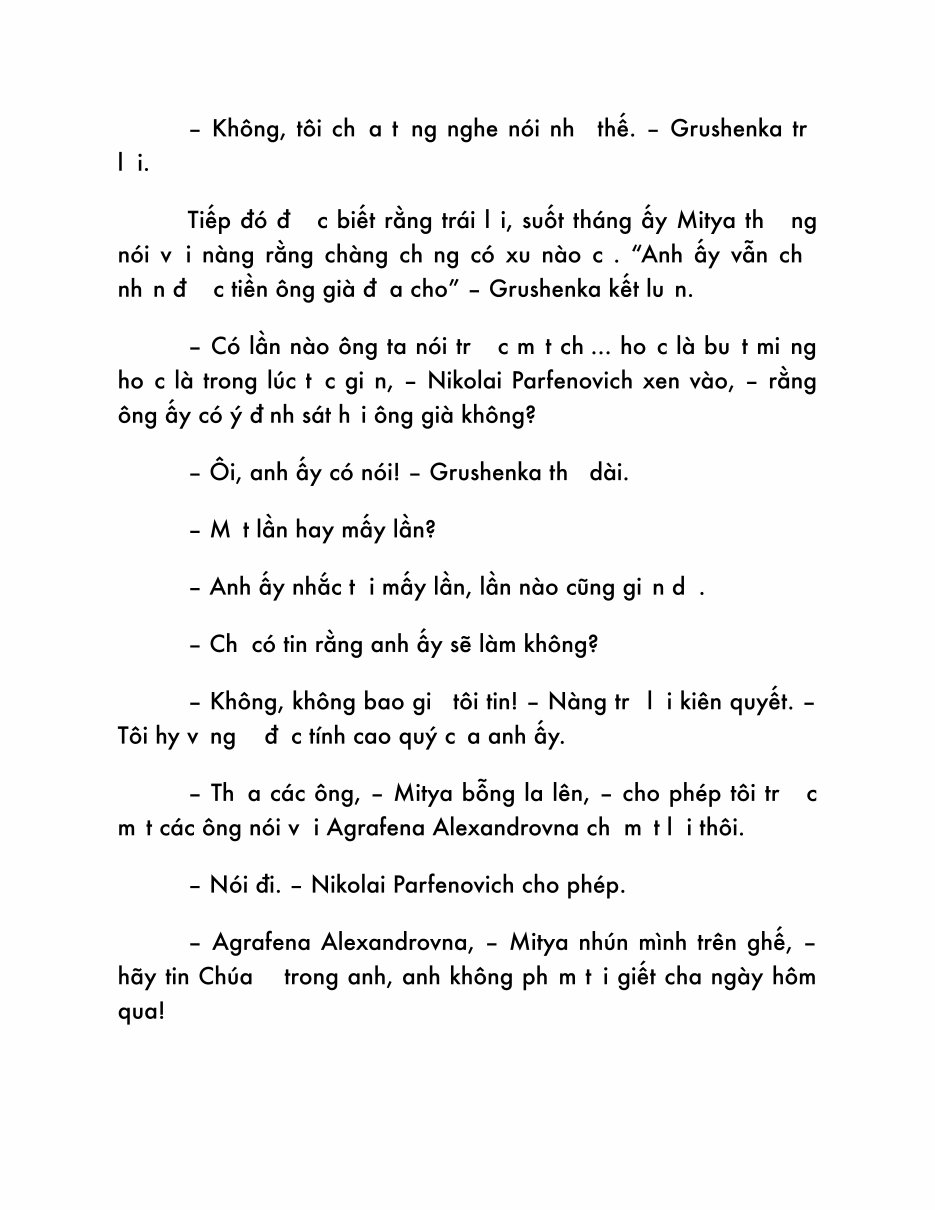 – Không, tôi ch a t ng nghe nói nh thế. – Grushenka tr
l i.
Tiếp đó đ c biết rằng trái l i, suốt tháng ấy Mitya th ng
nói v i nàng rằng chàng ch ng có xu nào c . “Anh ấy vẫn ch
nh n đ c tiền ông già đ a cho” – Grushenka kết lu n.
– Có lần nào ông ta nói tr c m t ch ... ho c là bu t mi ng
ho c là trong lúc t c gi n, – Nikolai Parfenovich xen vào, – rằng
ông ấy có ý đ nh sát h i ông già không?
– Ôi, anh ấy có nói! – Grushenka th dài.
– M t lần hay mấy lần?
– Anh ấy nhắc t i mấy lần, lần nào cũng gi n d .
– Ch có tin rằng anh ấy sẽ làm không?
– Không, không bao gi tôi tin! – Nàng tr l i kiên quyết. –
Tôi hy v ng đ c tính cao quý c a anh ấy.
– Th a các ông, – Mitya bỗng la lên, – cho phép tôi tr c
m t các ông nói v i Agrafena Alexandrovna ch m t l i thôi.
– Nói đi. – Nikolai Parfenovich cho phép.
– Agrafena Alexandrovna, – Mitya nhún mình trên ghế, –
hãy tin Chúa trong anh, anh không ph m t i giết cha ngày hôm
qua!